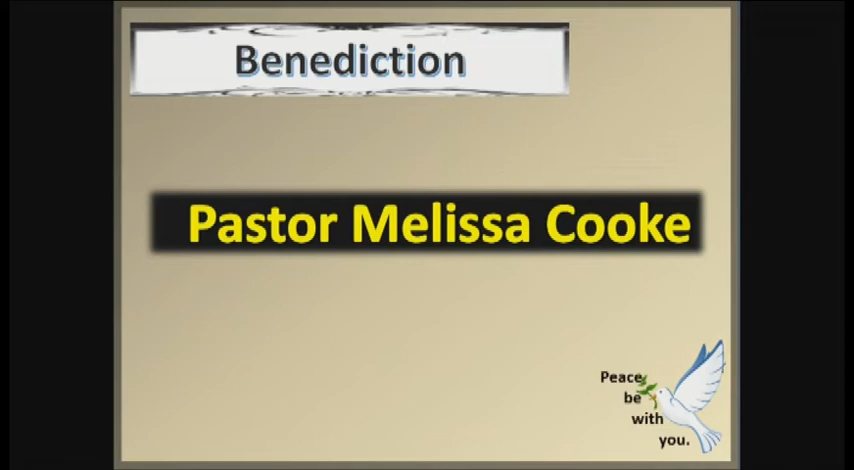 Benediction
Pastor Melissa Cooke
Peace
be
with
you.